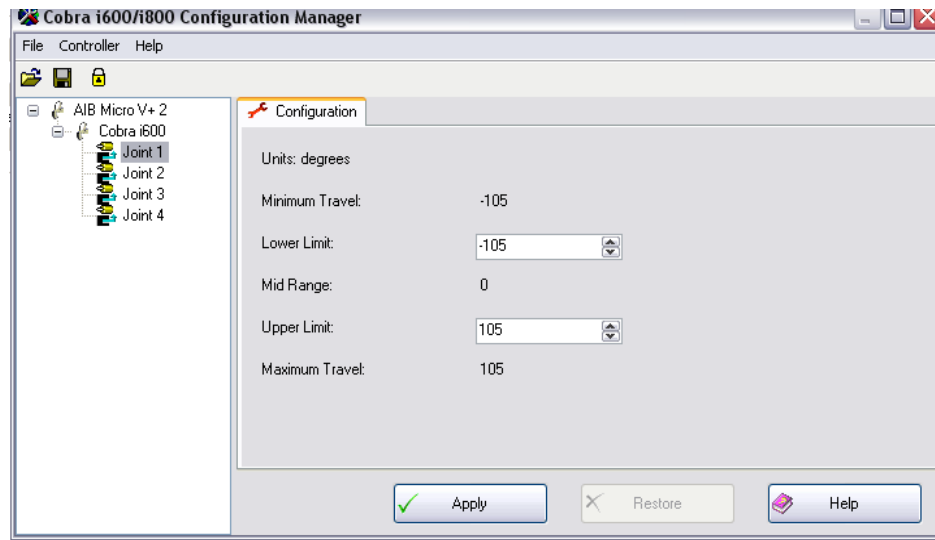 Cobra i600/i800 Configuration Manager
File Controller Help
AIB Micro V+ 2
Cobra i600
Joint 1
Joint 2
Joint 3
Joint 4
Configuration
Units: degrees
Minimum Travel: -105
Lower Limit: -105
Mid Range: 0
Upper Limit: 105
Maximum Travel: 105
Apply Restore Help